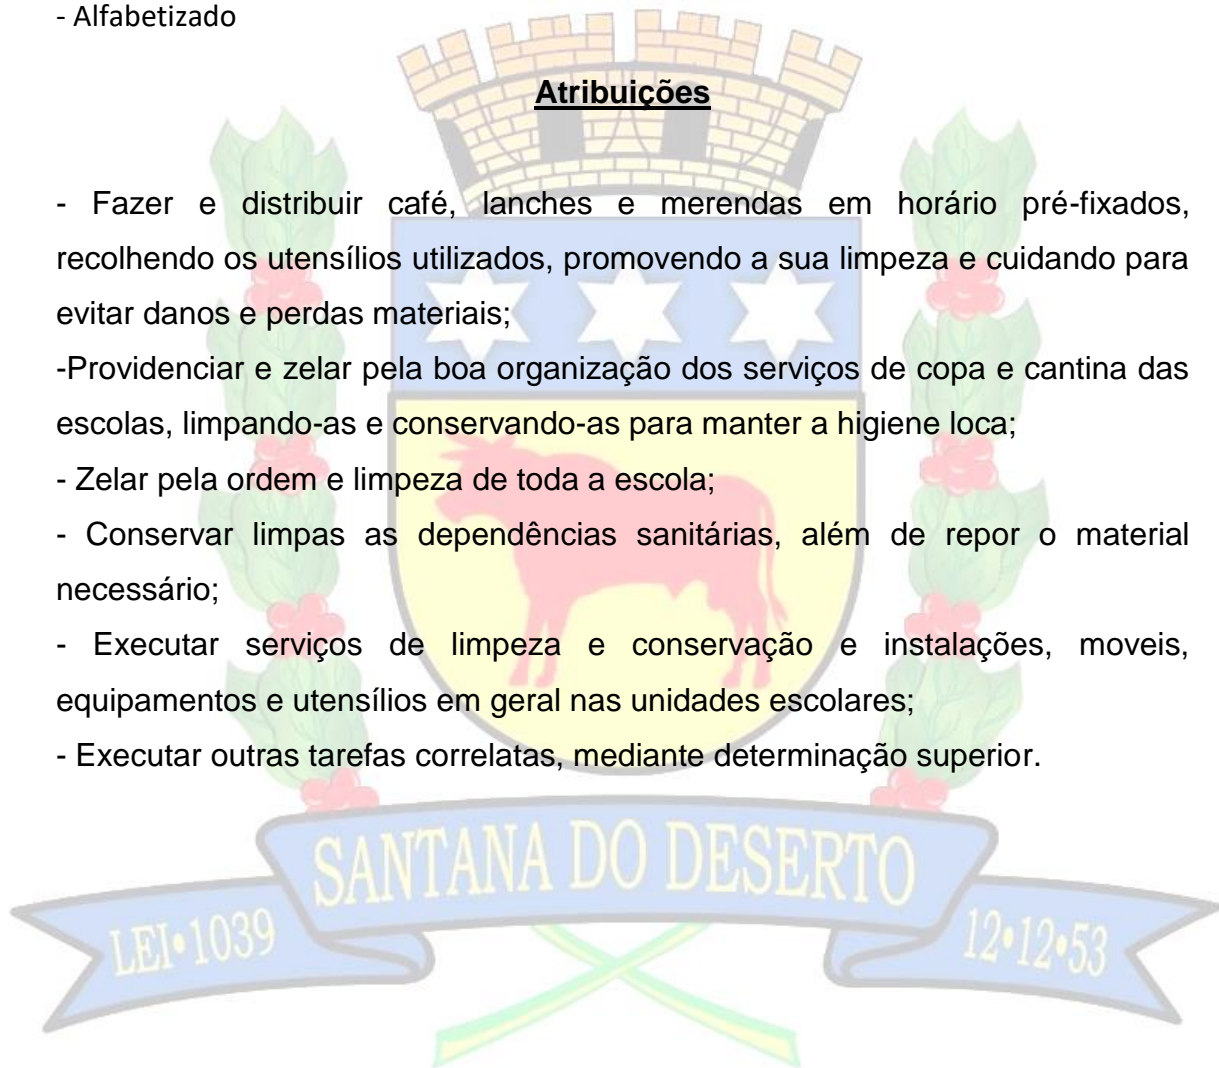 - Alfabetizado
Atribuições
- Fazer e distribuir café, lanches e merendas em horário pré-fixados,
recolhendo os utensílios utilizados, promovendo a sua limpeza e cuidando para
evitar danos e perdas materiais;
-Providenciar e zelar pela boa organização dos serviços de copa e cantina das
escolas, limpando-as e conservando-as para manter a higiene loca;
- Zelar pela ordem e limpeza de toda a escola;
- Conservar limpas as dependências sanitárias, além de repor o material
necessário;
- Executar serviços de limpeza e conservação e instalações, moveis,
equipamentos e utensílios em geral nas unidades escolares;
- Executar outras tarefas correlatas, mediante determinação superior.
SANTANA DO DESERTO
LEI•1039
12•12•53